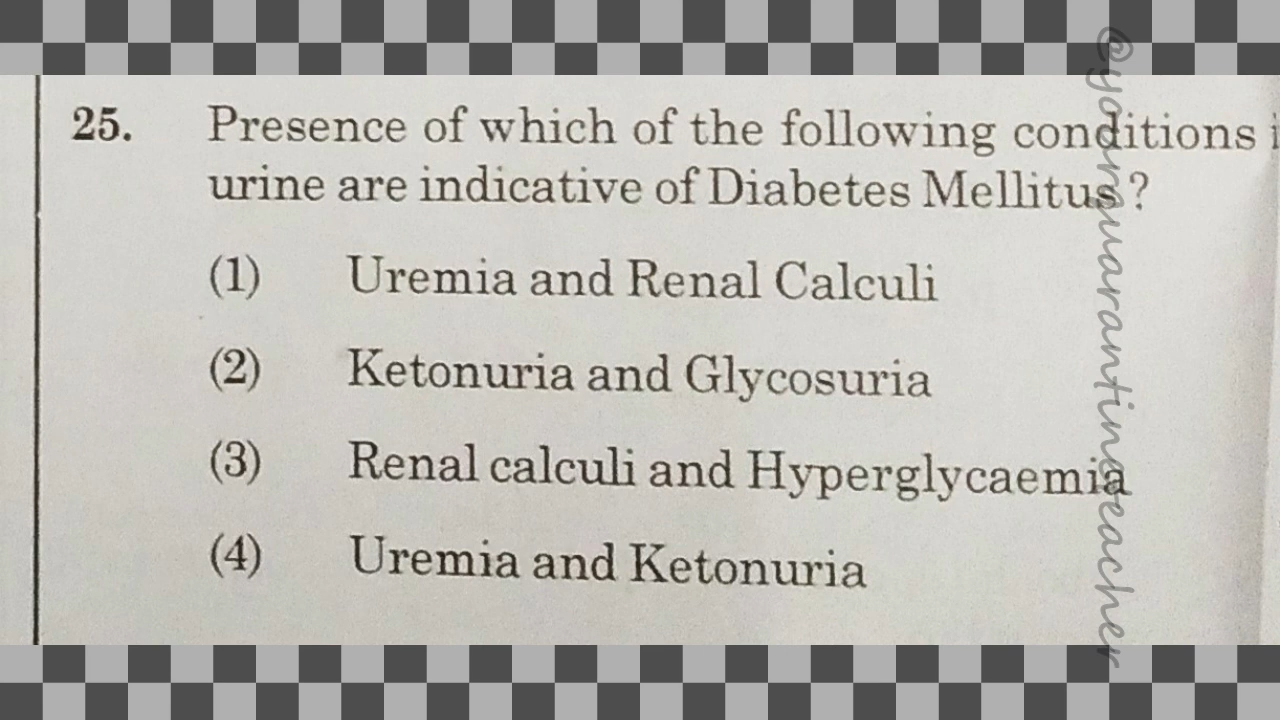 25. Presence of which of the following conditions i
urine are indicative of Diabetes Mellitus ?
(1) Uremia and Renal Calculi
(2) Ketonuria and Glycosuria
(3) Renal calculi and Hyperglycaemia
(4) Uremia and Ketonuria
@yourquarantineteacher